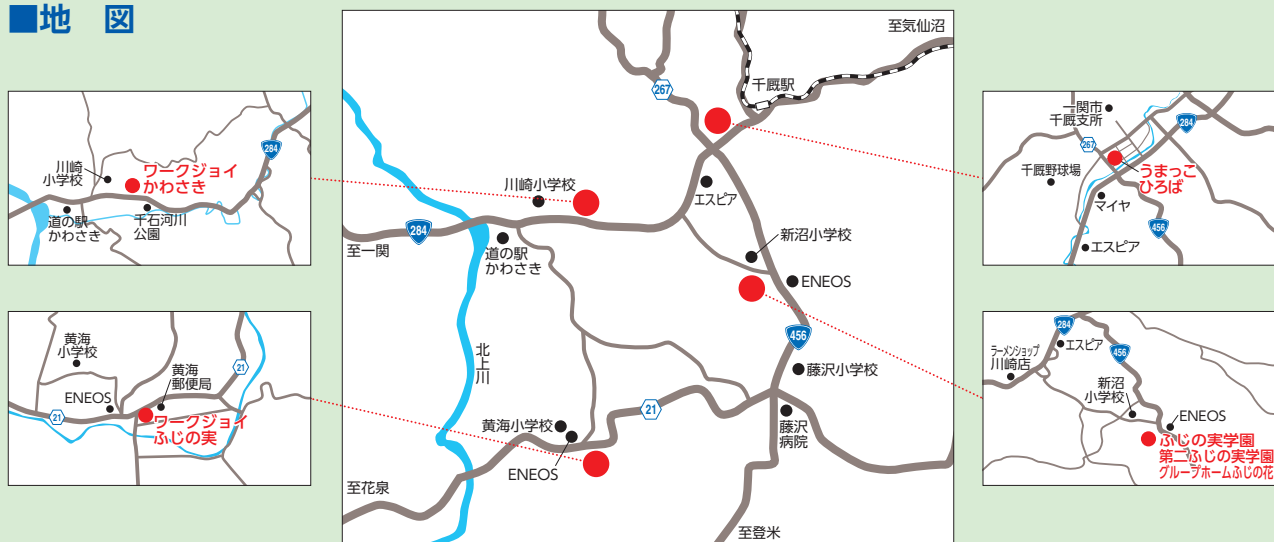 ■地 図
川崎
小学校
ワークジョイ
かわさき
284
道の駅
かわさき
千石河川
公園
黄海
小学校
ENEOS
21
黄海
郵便局
21
ワークジョイ
ふじの実
至気仙沼
千厩駅
267
川崎小学校
エスピア
284
至一関
道の駅
かわさき
新沼小学校
ENEOS
456
北上川
藤沢小学校
21
黄海小学校
ENEOS
藤沢
病院
至花泉
至登米
一関市
千厩支所
284
267
千厩野球場
うまっこ
ひろば
マイヤ
456
エスピア
284
ラーメンショップ
川崎店
エスピア
456
新沼
小学校
ENEOS
ふじの実学園
第二ふじの実学園
グループホームふじの花